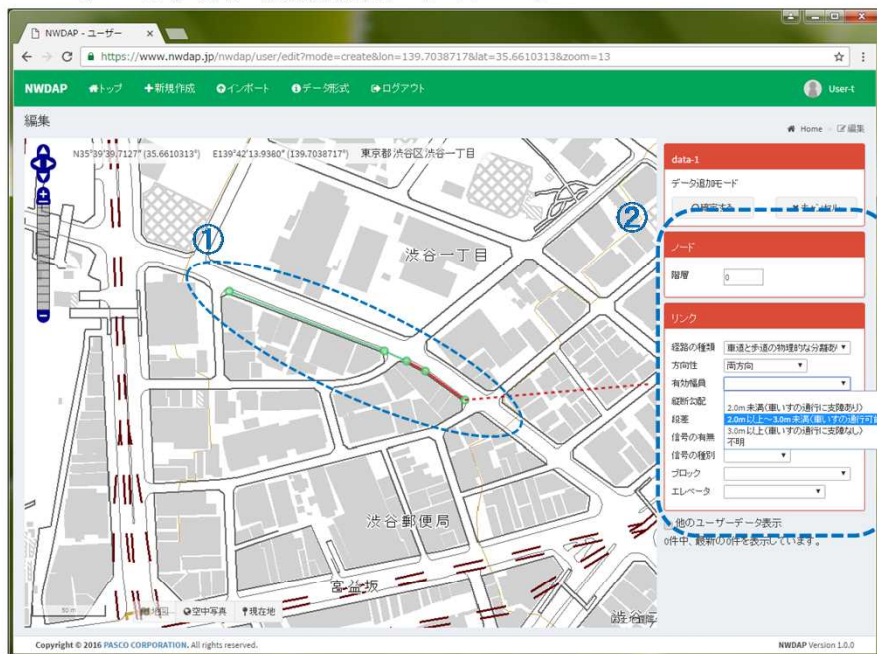 NWDAP - ユーザー ×
https://www.nwdap.jp/nwdap/user/edit?mode=create&lon=139.7038717&lat=35.6610313&zoom=13
NWDAP トップ 新規作成 インポート データ形式 ログアウト User-t
編集
Home 編集
N35°39'39.7127" (35.6610313°) E139°42'13.9380" (139.7038717°) 東京都渋谷区渋谷一丁目
①
渋谷一丁目
渋谷郵便局
宮益坂
50 m
地図 空中写真 現在地
②
data-1
データ追加モード
確定する キャンセル
ノード
階層 0
リンク
経路の種類 車道と歩道の物理的な分離あり
方向性 両方向
有効幅員
縦断勾配
2.0m未満(車いすの通行に支障あり)
段差 2.0m以上～3.0m未満(車いすの通行可能
信号の有無 3.0m以上(車いすの通行に支障なし)
不明
信号の種別
ブロック
エレベータ
他のユーザーデータ表示
0件中、最新の0件を表示しています。
Copyright © 2016 PASCO CORPORATION. All rights reserved. NWDAP Version 1.0.0